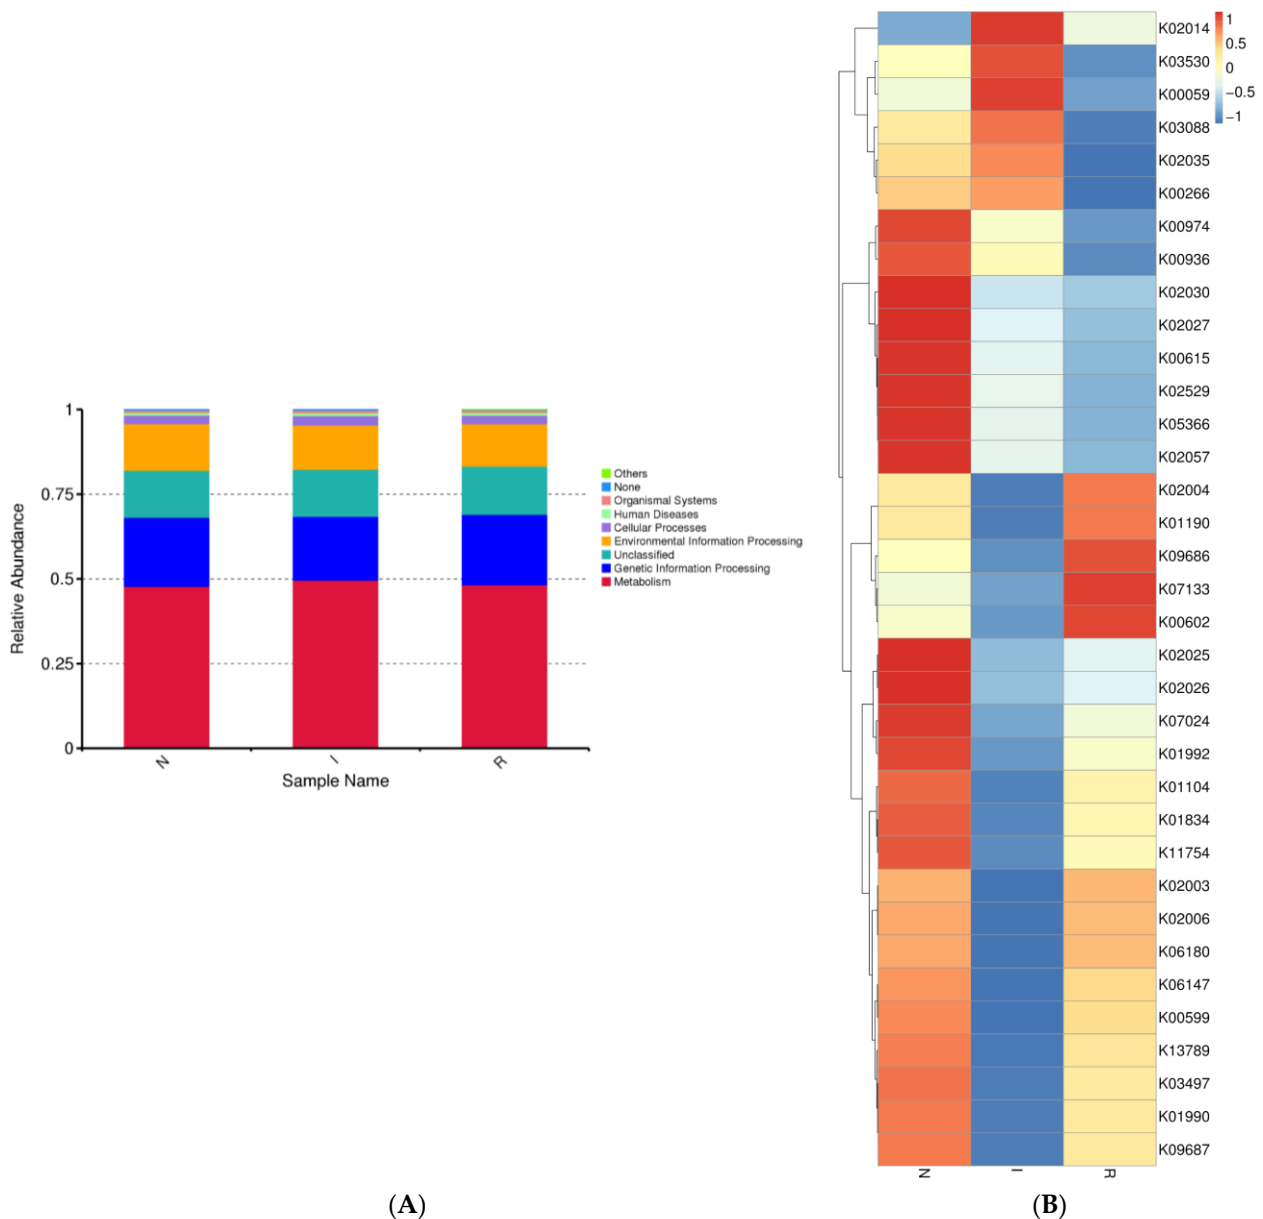 1
0.75
0.5
0.25
0
Relative Abundance
N
I
R
Sample Name
Others
None
Organismal Systems
Human Diseases
Cellular Processes
Environmental Information Processing
Unclassified
Genetic Information Processing
Metabolism
(A)
K02014
K03530
K00059
K03088
K02035
K00266
K00974
K00936
K02030
K02027
K00615
K02529
K05366
K02057
K02004
K01190
K09686
K07133
K00602
K02025
K02026
K07024
K01992
K01104
K01834
K11754
K02003
K02006
K06180
K06147
K00599
K13789
K03497
K01990
K09687
1
0.5
0
−0.5
−1
N
I
R
(B)